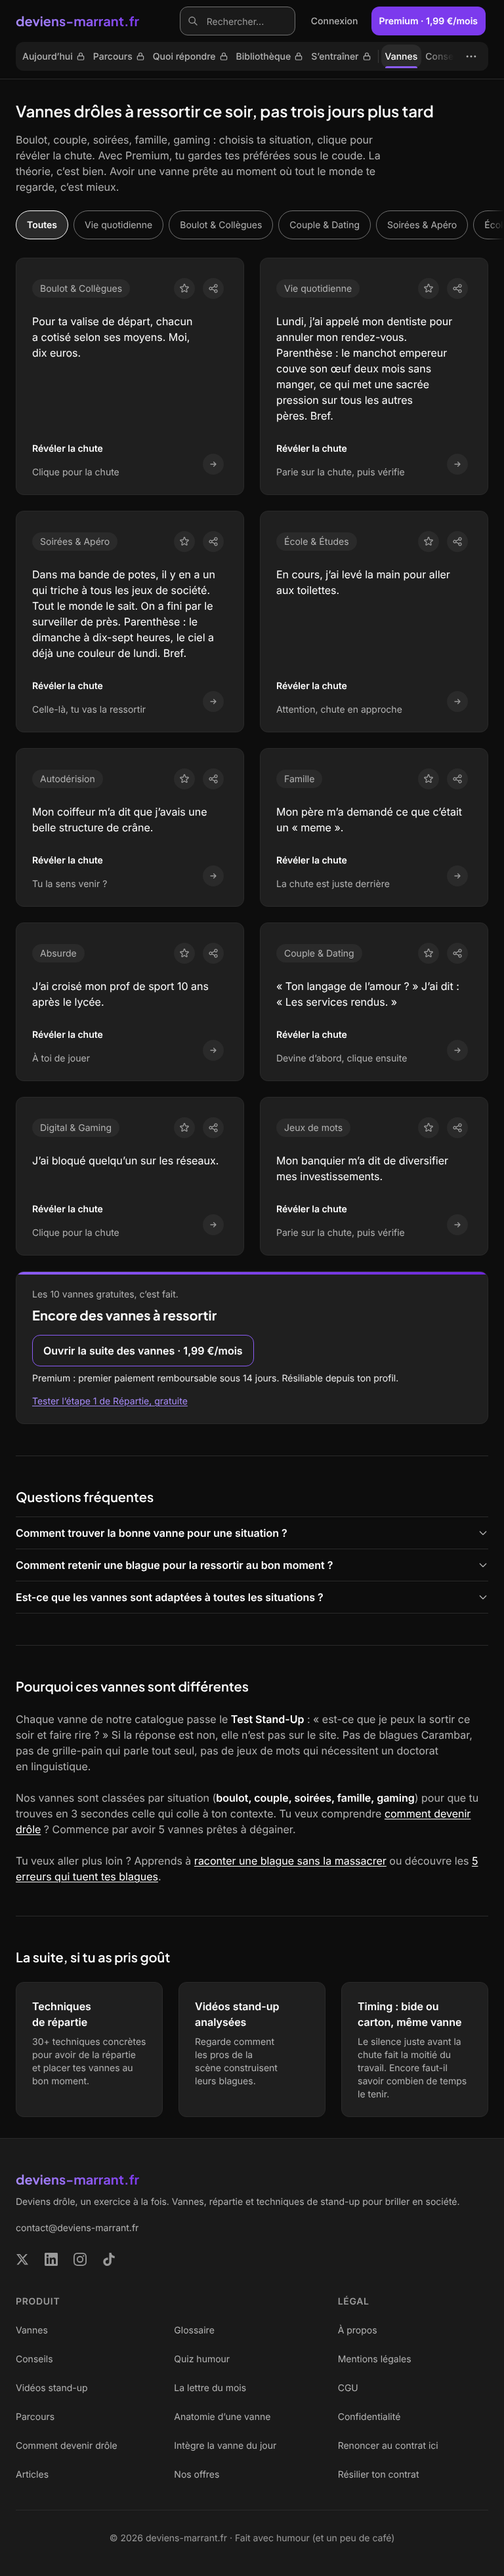 deviens-marrant.fr
Rechercher...
Connexion
Premium · 1,99 €/mois
Aujourd'hui
Parcours
Quoi répondre
Bibliothèque
S'entraîner
Vannes
Vannes drôles à ressortir ce soir, pas trois jours plus tard
Boulot, couple, soirées, famille, gaming : choisis ta situation, clique pour
révéler la chute. Avec Premium, tu gardes tes préférées sous le coude. La
théorie, c'est bien. Avoir une vanne prête au moment où tout le monde te
regarde, c'est mieux.
Toutes
Vie quotidienne
Boulot & Collègues
Couple & Dating
Soirées & Apéro
Boulot & Collègues
Pour ta valise de départ, chacun
a cotisé selon ses moyens. Moi,
dix euros.
Révéler la chute
Clique pour la chute
Vie quotidienne
Lundi, j'ai appelé mon dentiste pour
annuler mon rendez-vous.
Parenthèse : le manchot empereur
couve son œuf deux mois sans
manger, ce qui met une sacrée
pression sur tous les autres
pères. Bref.
Révéler la chute
Parie sur la chute, puis vérifie
Soirées & Apéro
Dans ma bande de potes, il y en a un
qui triche à tous les jeux de société.
Tout le monde le sait. On a fini par le
surveiller de près. Parenthèse : le
dimanche à dix-sept heures, le ciel a
déjà une couleur de lundi. Bref.
Révéler la chute
Celle-là, tu vas la ressortir
École & Études
En cours, j'ai levé la main pour aller
aux toilettes.
Révéler la chute
Attention, chute en approche
Autodérision
Mon coiffeur m'a dit que j'avais une
belle structure de crâne.
Révéler la chute
Tu la sens venir ?
Famille
Mon père m'a demandé ce que c'était
un « meme ».
Révéler la chute
La chute est juste derrière
Absurde
J'ai croisé mon prof de sport 10 ans
après le lycée.
Révéler la chute
À toi de jouer
Couple & Dating
« Ton langage de l'amour ? » J'ai dit :
« Les services rendus. »
Révéler la chute
Devine d'abord, clique ensuite
Digital & Gaming
J'ai bloqué quelqu'un sur les réseaux.
Révéler la chute
Clique pour la chute
Jeux de mots
Mon banquier m'a dit de diversifier
mes investissements.
Révéler la chute
Parie sur la chute, puis vérifie
Les 10 vannes gratuites, c'est fait.
Encore des vannes à ressortir
Ouvrir la suite des vannes · 1,99 €/mois
Premium : premier paiement remboursable sous 14 jours. Résiliable depuis ton profil.
Tester l'étape 1 de Répartie, gratuite
Questions fréquentes
Comment trouver la bonne vanne pour une situation ?
Comment retenir une blague pour la ressortir au bon moment ?
Est-ce que les vannes sont adaptées à toutes les situations ?
Pourquoi ces vannes sont différentes
Chaque vanne de notre catalogue passe le Test Stand-Up : « est-ce que je peux la sortir ce
soir et faire rire ? » Si la réponse est non, elle n'est pas sur le site. Pas de blagues Carambar,
pas de grille-pain qui parle tout seul, pas de jeux de mots qui nécessitent un doctorat
en linguistique.
Nos vannes sont classées par situation (boulot, couple, soirées, famille, gaming) pour que tu
trouves en 3 secondes celle qui colle à ton contexte. Tu veux comprendre comment devenir
drôle ? Commence par avoir 5 vannes prêtes à dégainer.
Tu veux aller plus loin ? Apprends à raconter une blague sans la massacrer ou découvre les 5
erreurs qui tuent tes blagues.
La suite, si tu as pris goût
Techniques
de répartie
30+ techniques concrètes
pour avoir de la répartie
et placer tes vannes au
bon moment.
Vidéos stand-up
analysées
Regarde comment
les pros de la
scène construisent
leurs blagues.
Timing : bide ou
carton, même vanne
Le silence juste avant la
chute fait la moitié du
travail. Encore faut-il
savoir combien de temps
le tenir.
deviens-marrant.fr
Deviens drôle, un exercice à la fois. Vannes, répartie et techniques de stand-up pour briller en société.
contact@deviens-marrant.fr
PRODUIT
Vannes
Conseils
Vidéos stand-up
Parcours
Comment devenir drôle
Articles
Glossaire
Quiz humour
La lettre du mois
Anatomie d'une vanne
Intègre la vanne du jour
Nos offres
LÉGAL
À propos
Mentions légales
CGU
Confidentialité
Renoncer au contrat ici
Résilier ton contrat
© 2026 deviens-marrant.fr · Fait avec humour (et un peu de café)